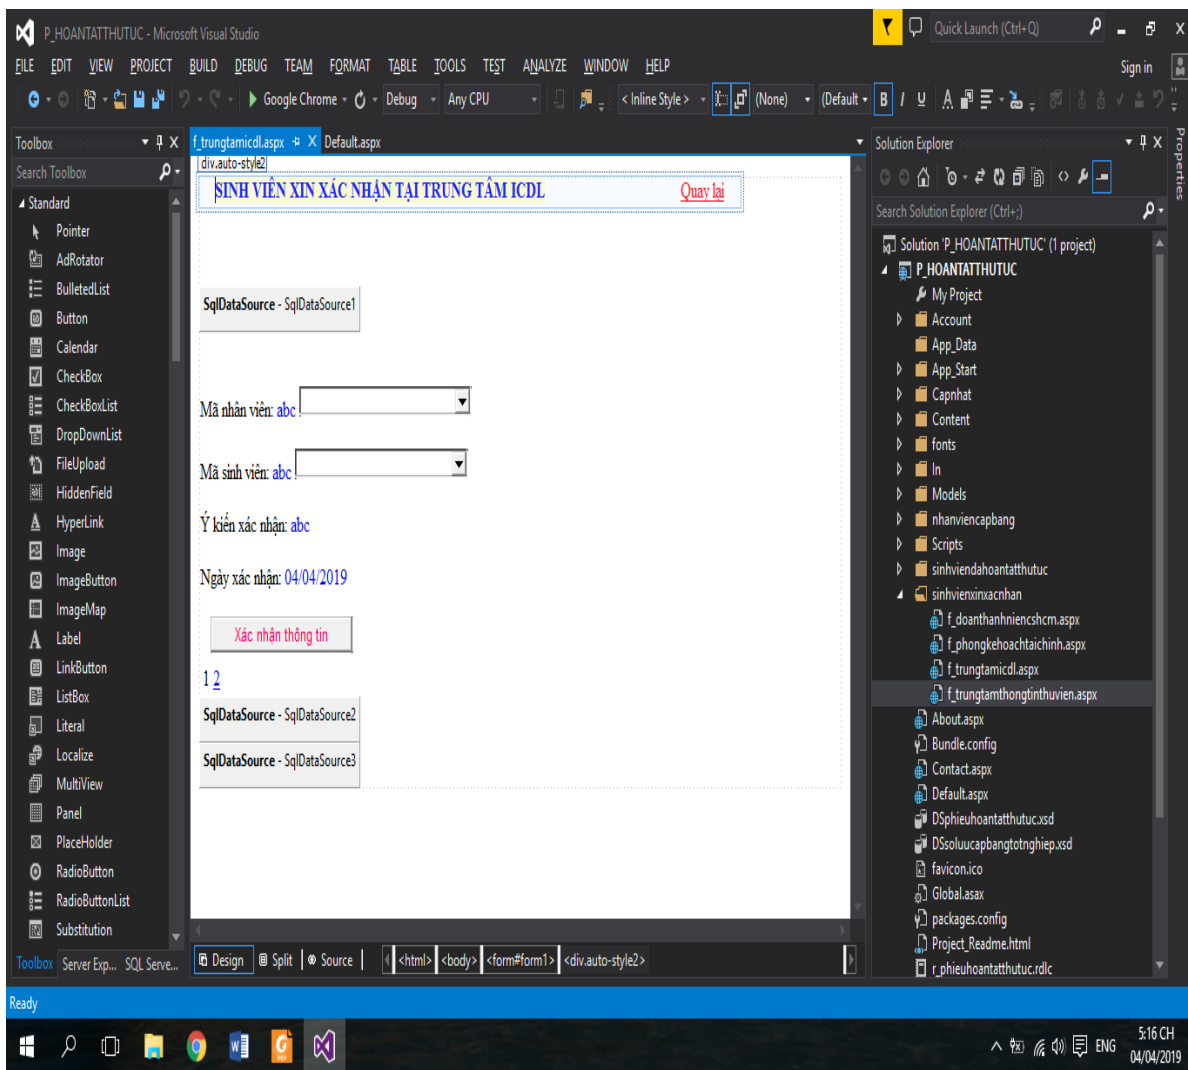 P_HOANTATTHUTUC - Microsoft Visual Studio
Quick Launch (Ctrl+Q)
FILE EDIT VIEW PROJECT BUILD DEBUG TEAM FORMAT TABLE TOOLS TEST ANALYZE WINDOW HELP
Sign in
Google Chrome Debug Any CPU < Inline Style > (None) (Default B I U A
Toolbox
Search Toolbox
Standard
Pointer
AdRotator
BulletedList
Button
Calendar
CheckBox
CheckBoxList
DropDownList
FileUpload
HiddenField
HyperLink
Image
ImageButton
ImageMap
Label
LinkButton
ListBox
Literal
Localize
MultiView
Panel
PlaceHolder
RadioButton
RadioButtonList
Substitution
Toolbox Server Exp... SQL Serve...
f_trungtamicdl.aspx Default.aspx
div.auto-style2
SINH VIÊN XIN XÁC NHẬN TẠI TRUNG TÂM ICDL Quay lại
SqlDataSource - SqlDataSource1
Mã nhân viên: abc
Mã sinh viên: abc
Ý kiến xác nhận: abc
Ngày xác nhận: 04/04/2019
Xác nhận thông tin
1 2
SqlDataSource - SqlDataSource2
SqlDataSource - SqlDataSource3
Design Split Source <html> <body> <form#form1> <div.auto-style2>
Solution Explorer
Search Solution Explorer (Ctrl+;)
Solution 'P_HOANTATTHUTUC' (1 project)
P_HOANTATTHUTUC
My Project
Account
App_Data
App_Start
Capnhat
Content
fonts
In
Models
nhanviencapbang
Scripts
sinhviendahoantatthutuc
sinhvienxinxacnhan
f_doanthanhniencshcm.aspx
f_phongkehoachtaichinh.aspx
f_trungtamicdl.aspx
f_trungtamthongtinthuvien.aspx
About.aspx
Bundle.config
Contact.aspx
Default.aspx
DSphieuhoantatthutuc.xsd
DSsoluucapbangtotnghiep.xsd
favicon.ico
Global.asax
packages.config
Project_Readme.html
r_phieuhoantatthutuc.rdlc
Properties
Ready
ENG
5:16 CH
04/04/2019